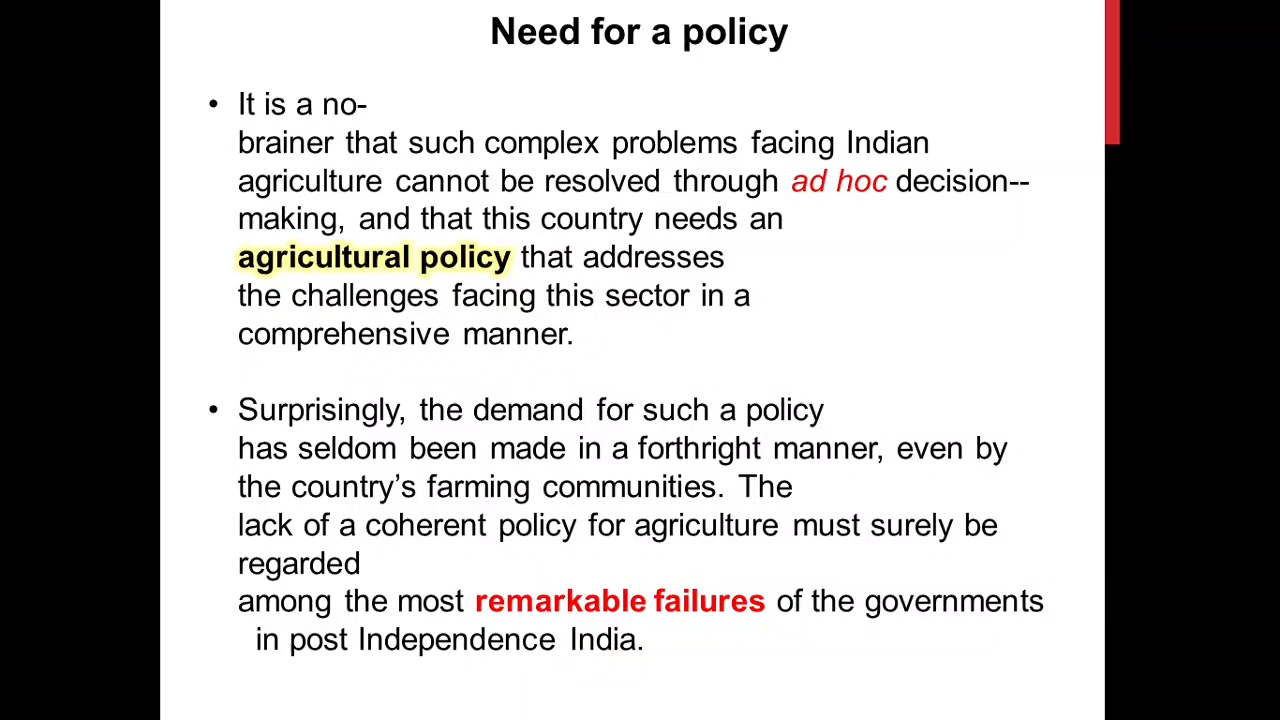 Need for a policy
• It is a no-
brainer that such complex problems facing Indian
agriculture cannot be resolved through ad hoc decision--
making, and that this country needs an
agricultural policy that addresses
the challenges facing this sector in a
comprehensive manner.
• Surprisingly, the demand for such a policy
has seldom been made in a forthright manner, even by
the country’s farming communities. The
lack of a coherent policy for agriculture must surely be
regarded
among the most remarkable failures of the governments
in post Independence India.